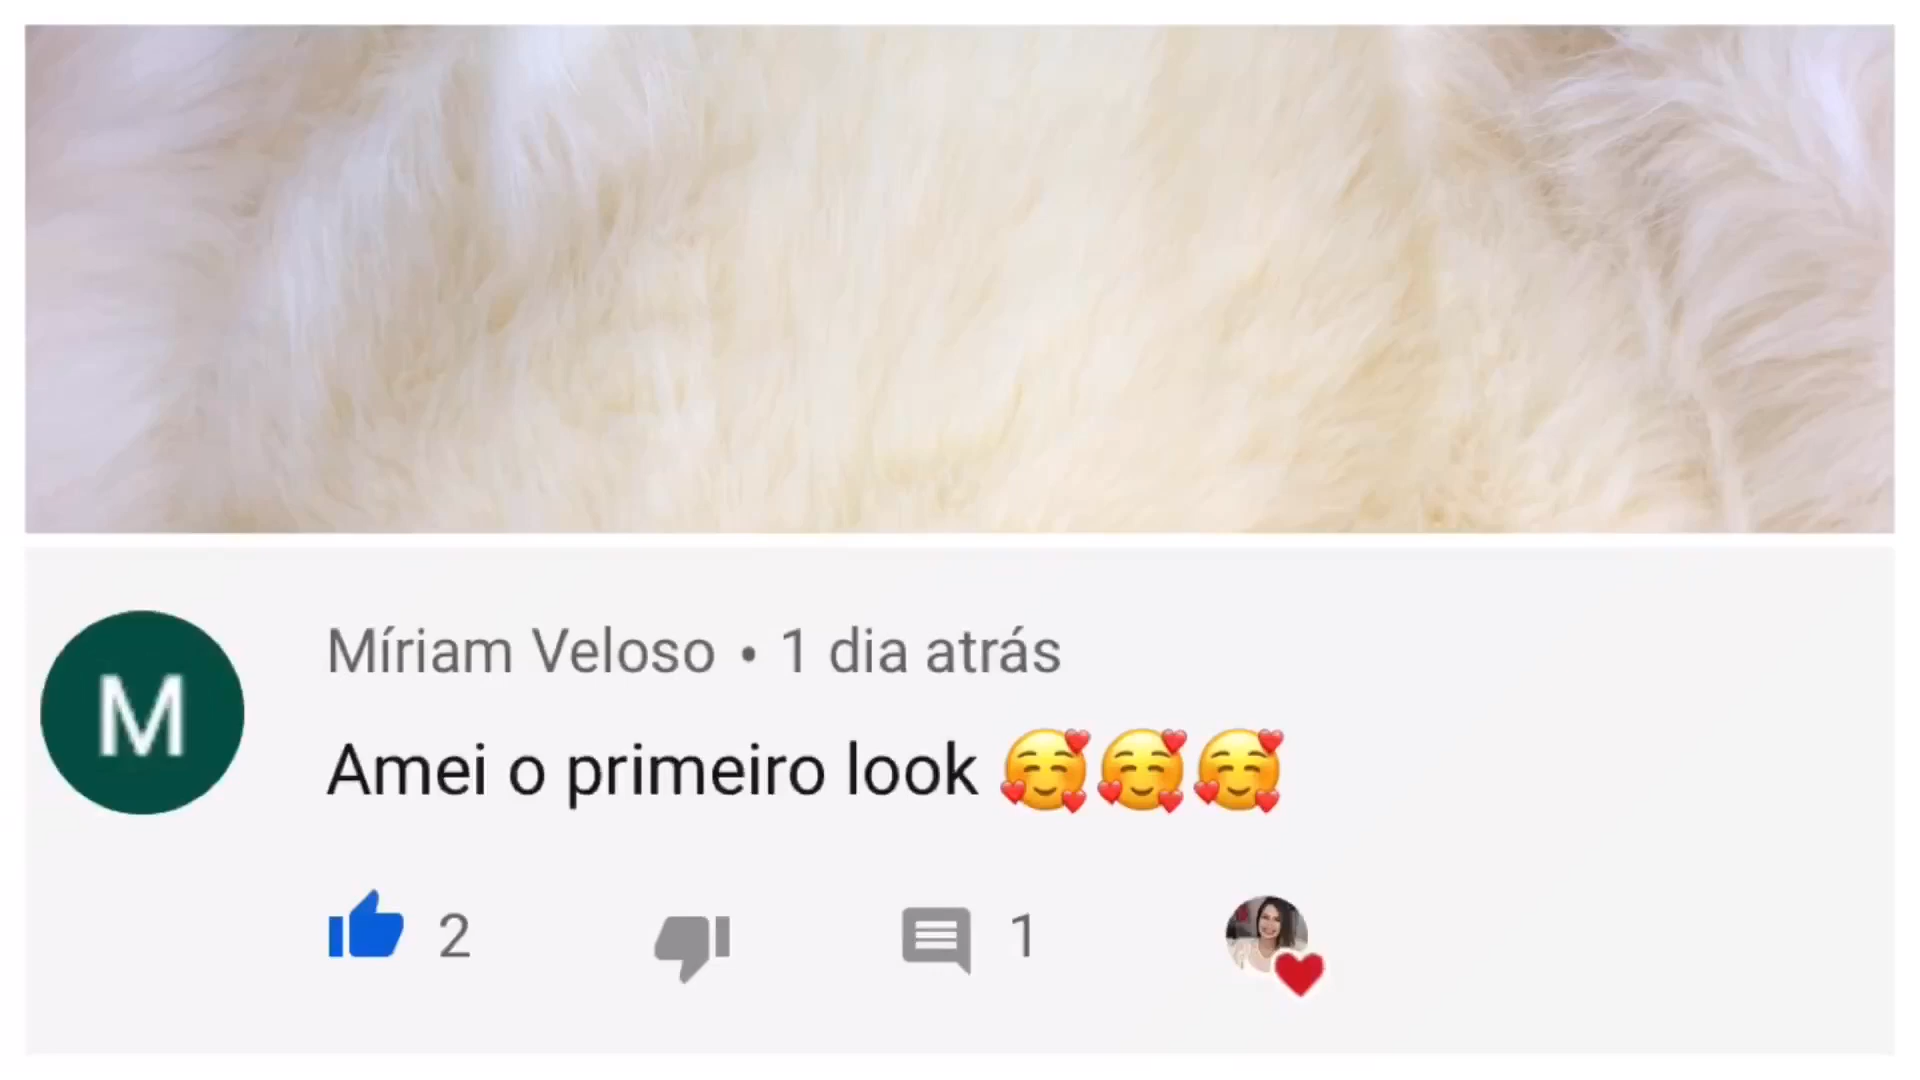 M
Míriam Veloso • 1 dia atrás
Amei o primeiro look 🥰🥰🥰
2
1